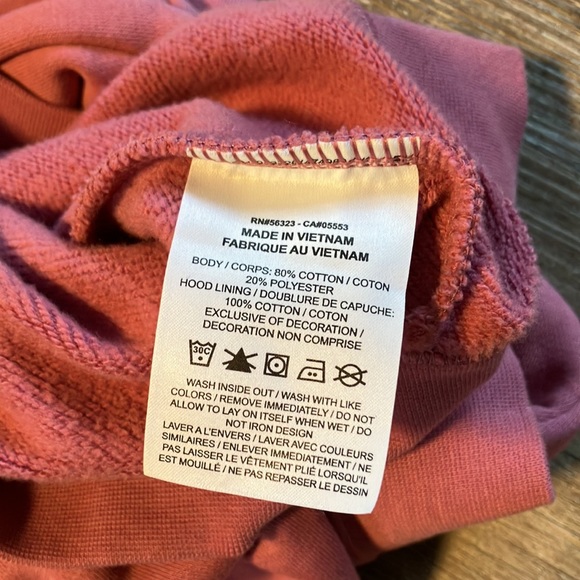 RN#56323 - CA#05553
MADE IN VIETNAM
FABRIQUE AU VIETNAM
BODY / CORPS: 80% COTTON / COTON
20% POLYESTER
HOOD LINING / DOUBLURE DE CAPUCHE:
100% COTTON / COTON
EXCLUSIVE OF DECORATION /
DECORATION NON COMPRISE
30C
WASH INSIDE OUT / WASH WITH LIKE
COLORS / REMOVE IMMEDIATELY / DO NOT
ALLOW TO LAY ON ITSELF WHEN WET / DO
NOT IRON DESIGN
LAVER A L'ENVERS / LAVER AVEC COULEURS
SIMILAIRES / ENLEVER IMMEDIATEMENT / NE
PAS LAISSER LE VÊTEMENT PLIÉ LORSQU'IL
EST MOUILLÉ / NE PAS REPASSER LE DESSIN